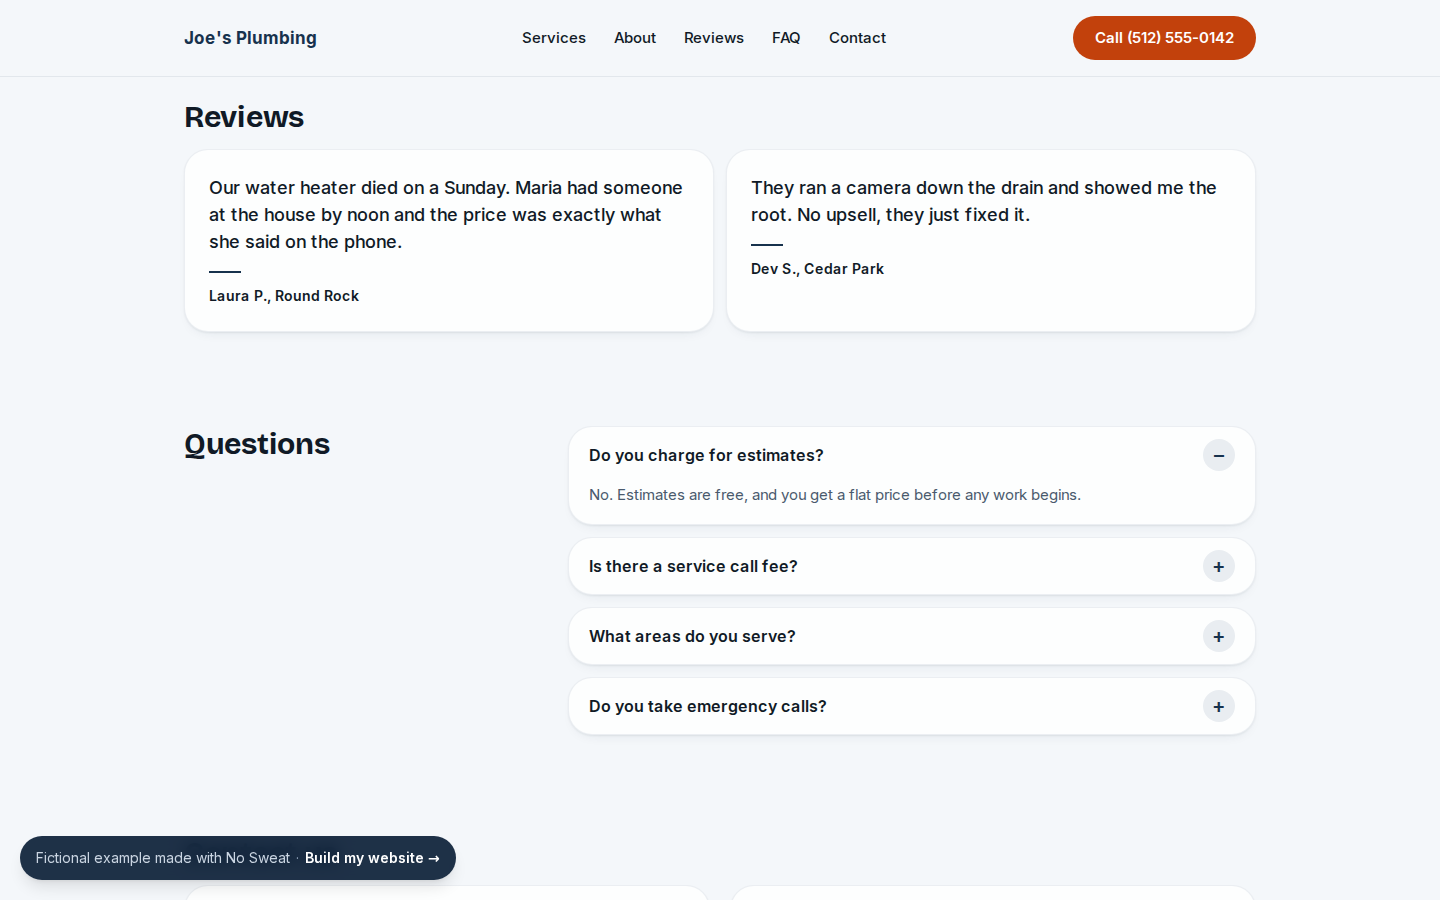 Joe's Plumbing
Services About Reviews FAQ Contact
Call (512) 555-0142
Reviews
Our water heater died on a Sunday. Maria had someone
at the house by noon and the price was exactly what
she said on the phone.
Laura P., Round Rock
They ran a camera down the drain and showed me the
root. No upsell, they just fixed it.
Dev S., Cedar Park
Questions
Do you charge for estimates?
−
No. Estimates are free, and you get a flat price before any work begins.
Is there a service call fee?
+
What areas do you serve?
+
Do you take emergency calls?
+
Fictional example made with No Sweat · Build my website →